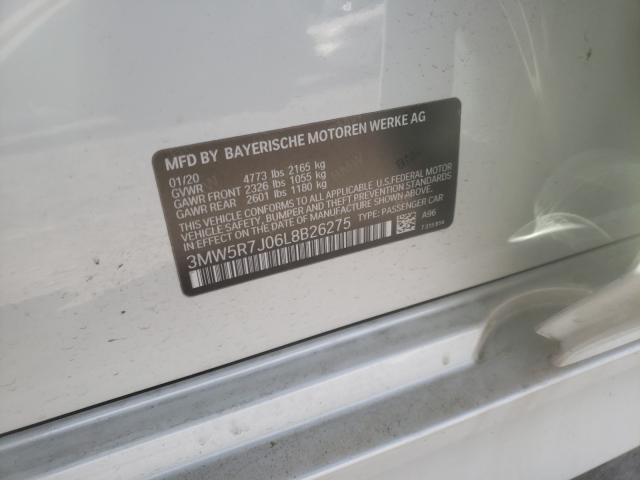 MFD BY BAYERISCHE MOTOREN WERKE AG
01/20
GVWR 4773 lbs 2165 kg
GAWR FRONT 2326 lbs 1055 kg
GAWR REAR 2601 lbs 1180 kg
THIS VEHICLE CONFORMS TO ALL APPLICABLE U.S.FEDERAL MOTOR
VEHICLE SAFETY, BUMPER AND THEFT PREVENTION STANDARDS
IN EFFECT ON THE DATE OF MANUFACTURE SHOWN ABOVE.
3MW5R7J06L8B26275 TYPE: PASSENGER CAR A96